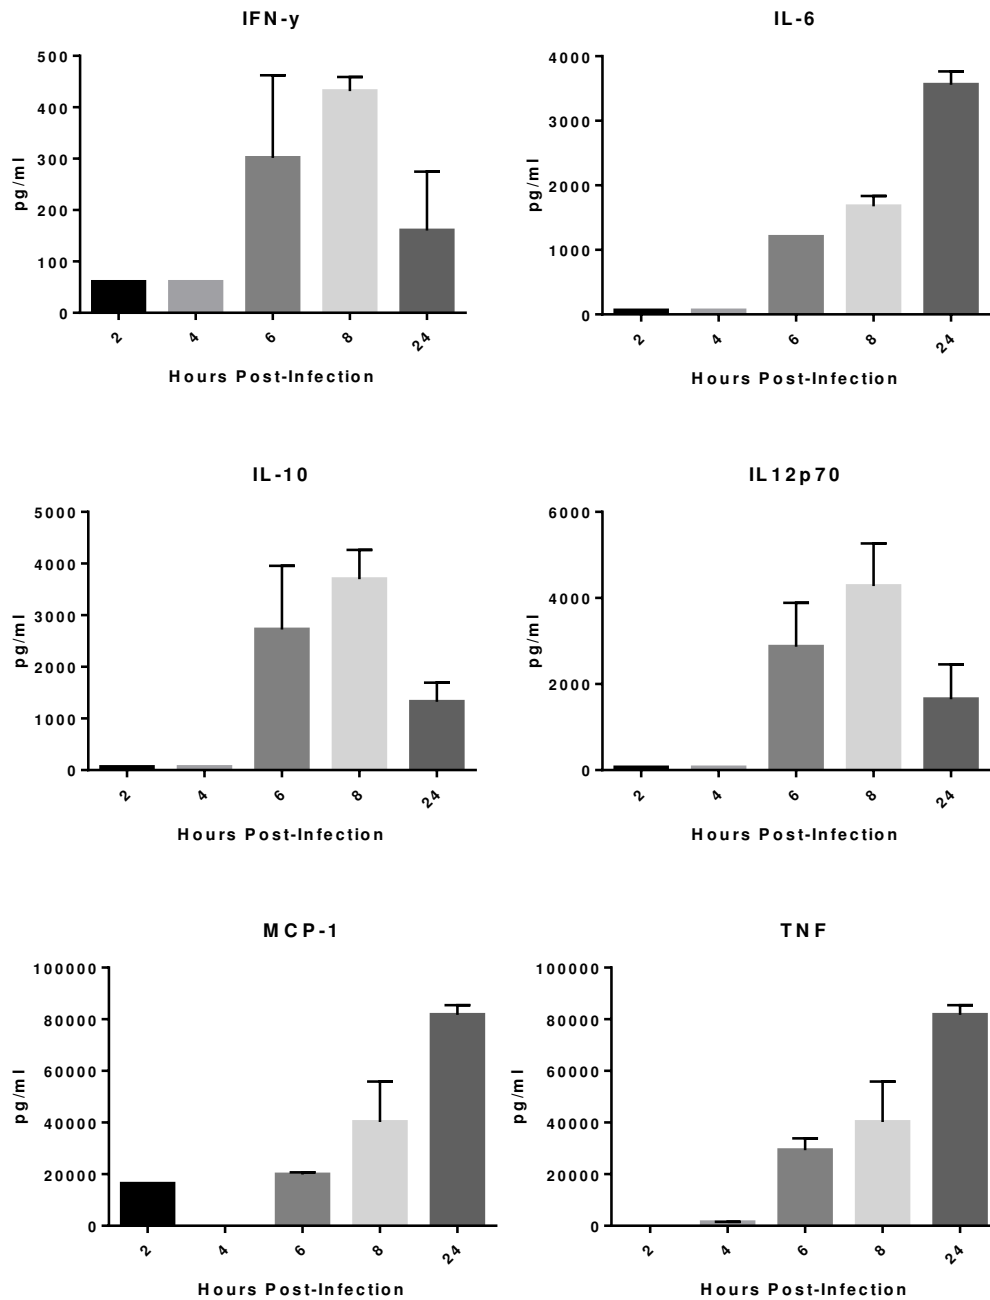 IFN-y
500
400
300
200
100
0
pg/ml
2 4 6 8 24
Hours Post-Infection
IL-6
4000
3000
2000
1000
0
pg/ml
2 4 6 8 24
Hours Post-Infection
IL-10
5000
4000
3000
2000
1000
0
pg/ml
2 4 6 8 24
Hours Post-Infection
IL12p70
6000
4000
2000
0
pg/ml
2 4 6 8 24
Hours Post-Infection
MCP-1
100000
80000
60000
40000
20000
0
pg/ml
2 4 6 8 24
Hours Post-Infection
TNF
100000
80000
60000
40000
20000
0
pg/ml
2 4 6 8 24
Hours Post-Infection